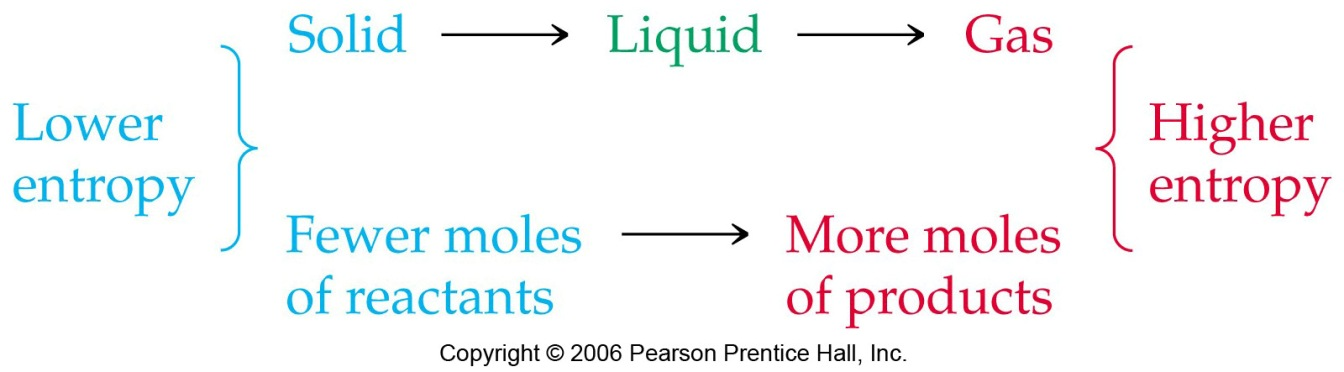 Solid → Liquid → Gas
Lower entropy
Higher entropy
Fewer moles of reactants → More moles of products
Copyright © 2006 Pearson Prentice Hall, Inc.